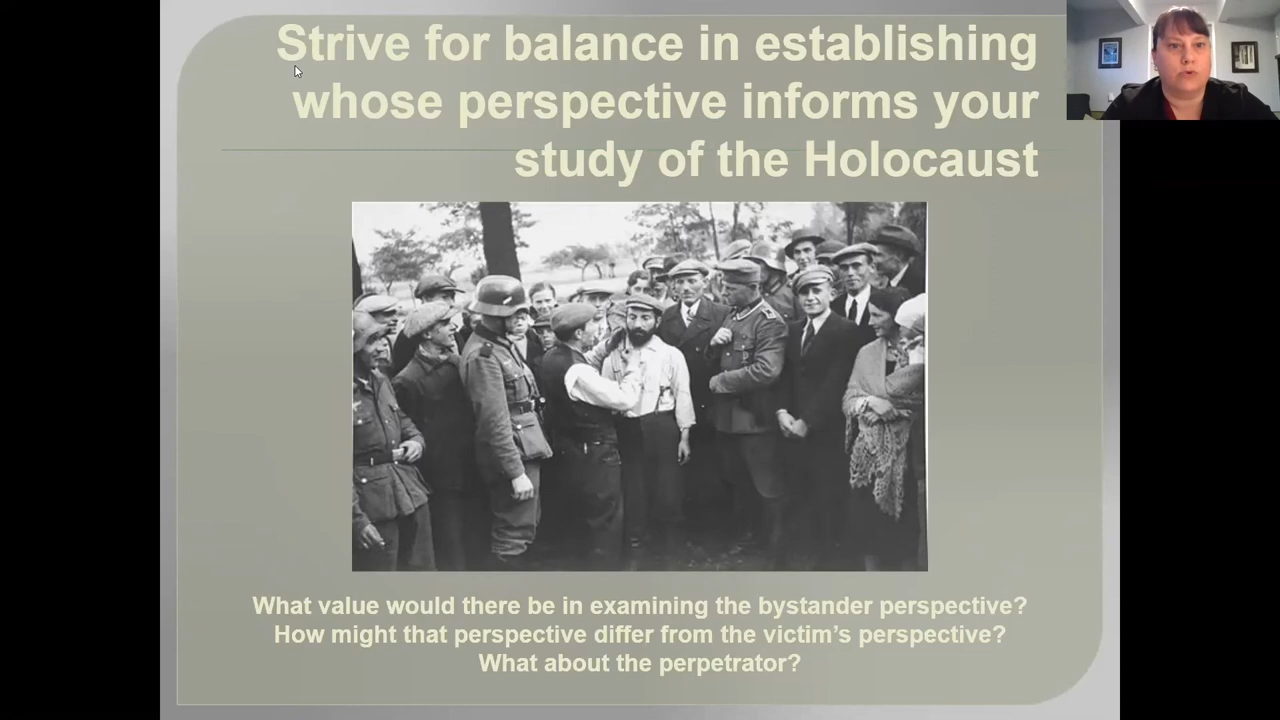 Strive for balance in establishing
whose perspective informs your
study of the Holocaust
What value would there be in examining the bystander perspective?
How might that perspective differ from the victim's perspective?
What about the perpetrator?